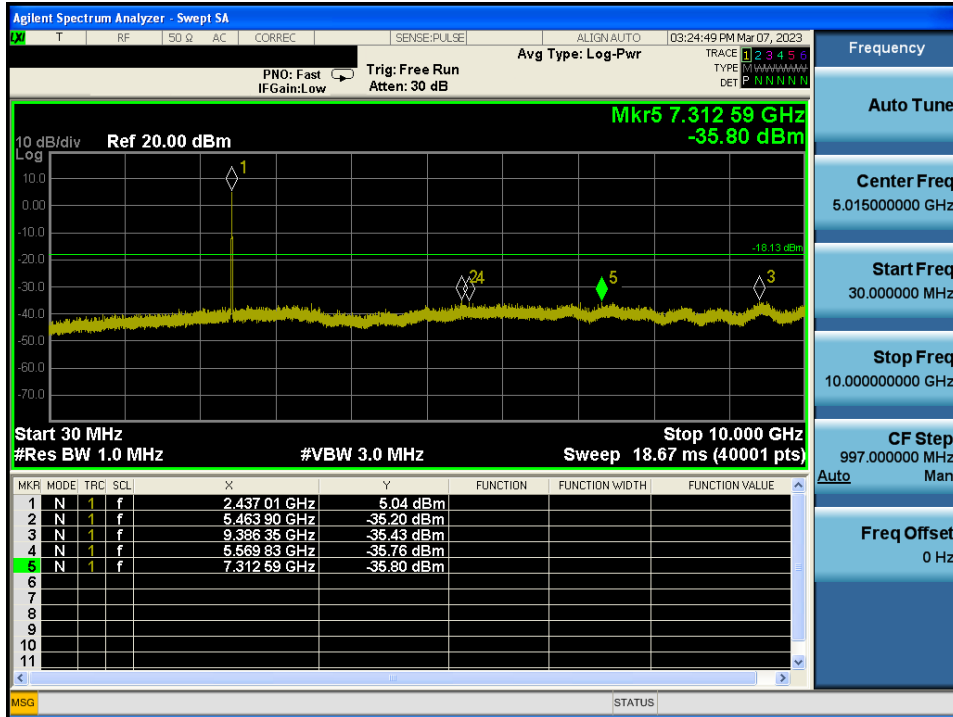 Agilent Spectrum Analyzer - Swept SA
LXI T RF 50 Ω AC CORREC SENSE:PULSE ALIGN AUTO 03:24:49 PM Mar 07, 2023
PNO: Fast
IFGain:Low
Trig: Free Run
Atten: 30 dB
Avg Type: Log-Pwr
TRACE 1 2 3 4 5 6
TYPE M WWWWW
DET P N N N N N
Mkr5 7.312 59 GHz
-35.80 dBm
10 dB/div Ref 20.00 dBm
Log
10.0
0.00
-10.0
-20.0
-30.0
-40.0
-50.0
-60.0
-70.0
1
-18.13 dBm
2 4 5 3
Start 30 MHz Stop 10.000 GHz
#Res BW 1.0 MHz #VBW 3.0 MHz Sweep 18.67 ms (40001 pts)
MKR MODE TRC SCL X Y FUNCTION FUNCTION WIDTH FUNCTION VALUE
1 N 1 f 2.437 01 GHz 5.04 dBm
2 N 1 f 5.463 90 GHz -35.20 dBm
3 N 1 f 9.386 35 GHz -35.43 dBm
4 N 1 f 5.569 83 GHz -35.76 dBm
5 N 1 f 7.312 59 GHz -35.80 dBm
6
7
8
9
10
11
MSG STATUS
Frequency
Auto Tune
Center Freq
5.015000000 GHz
Start Freq
30.000000 MHz
Stop Freq
10.000000000 GHz
CF Step
997.000000 MHz
Auto Man
Freq Offset
0 Hz